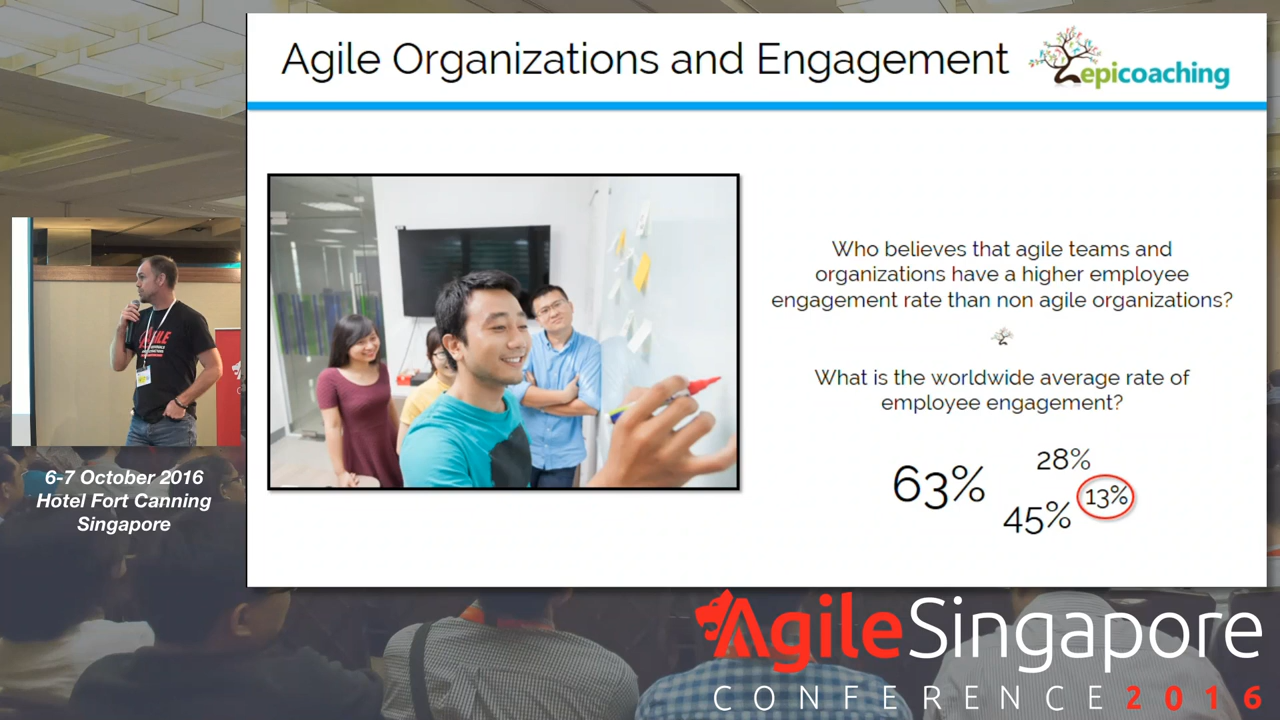 Agile Organizations and Engagement
epicoaching
Who believes that agile teams and
organizations have a higher employee
engagement rate than non agile organizations?
What is the worldwide average rate of
employee engagement?
63%
28%
45%
13%
6-7 October 2016
Hotel Fort Canning
Singapore
AgileSingapore
CONFERENCE 2016